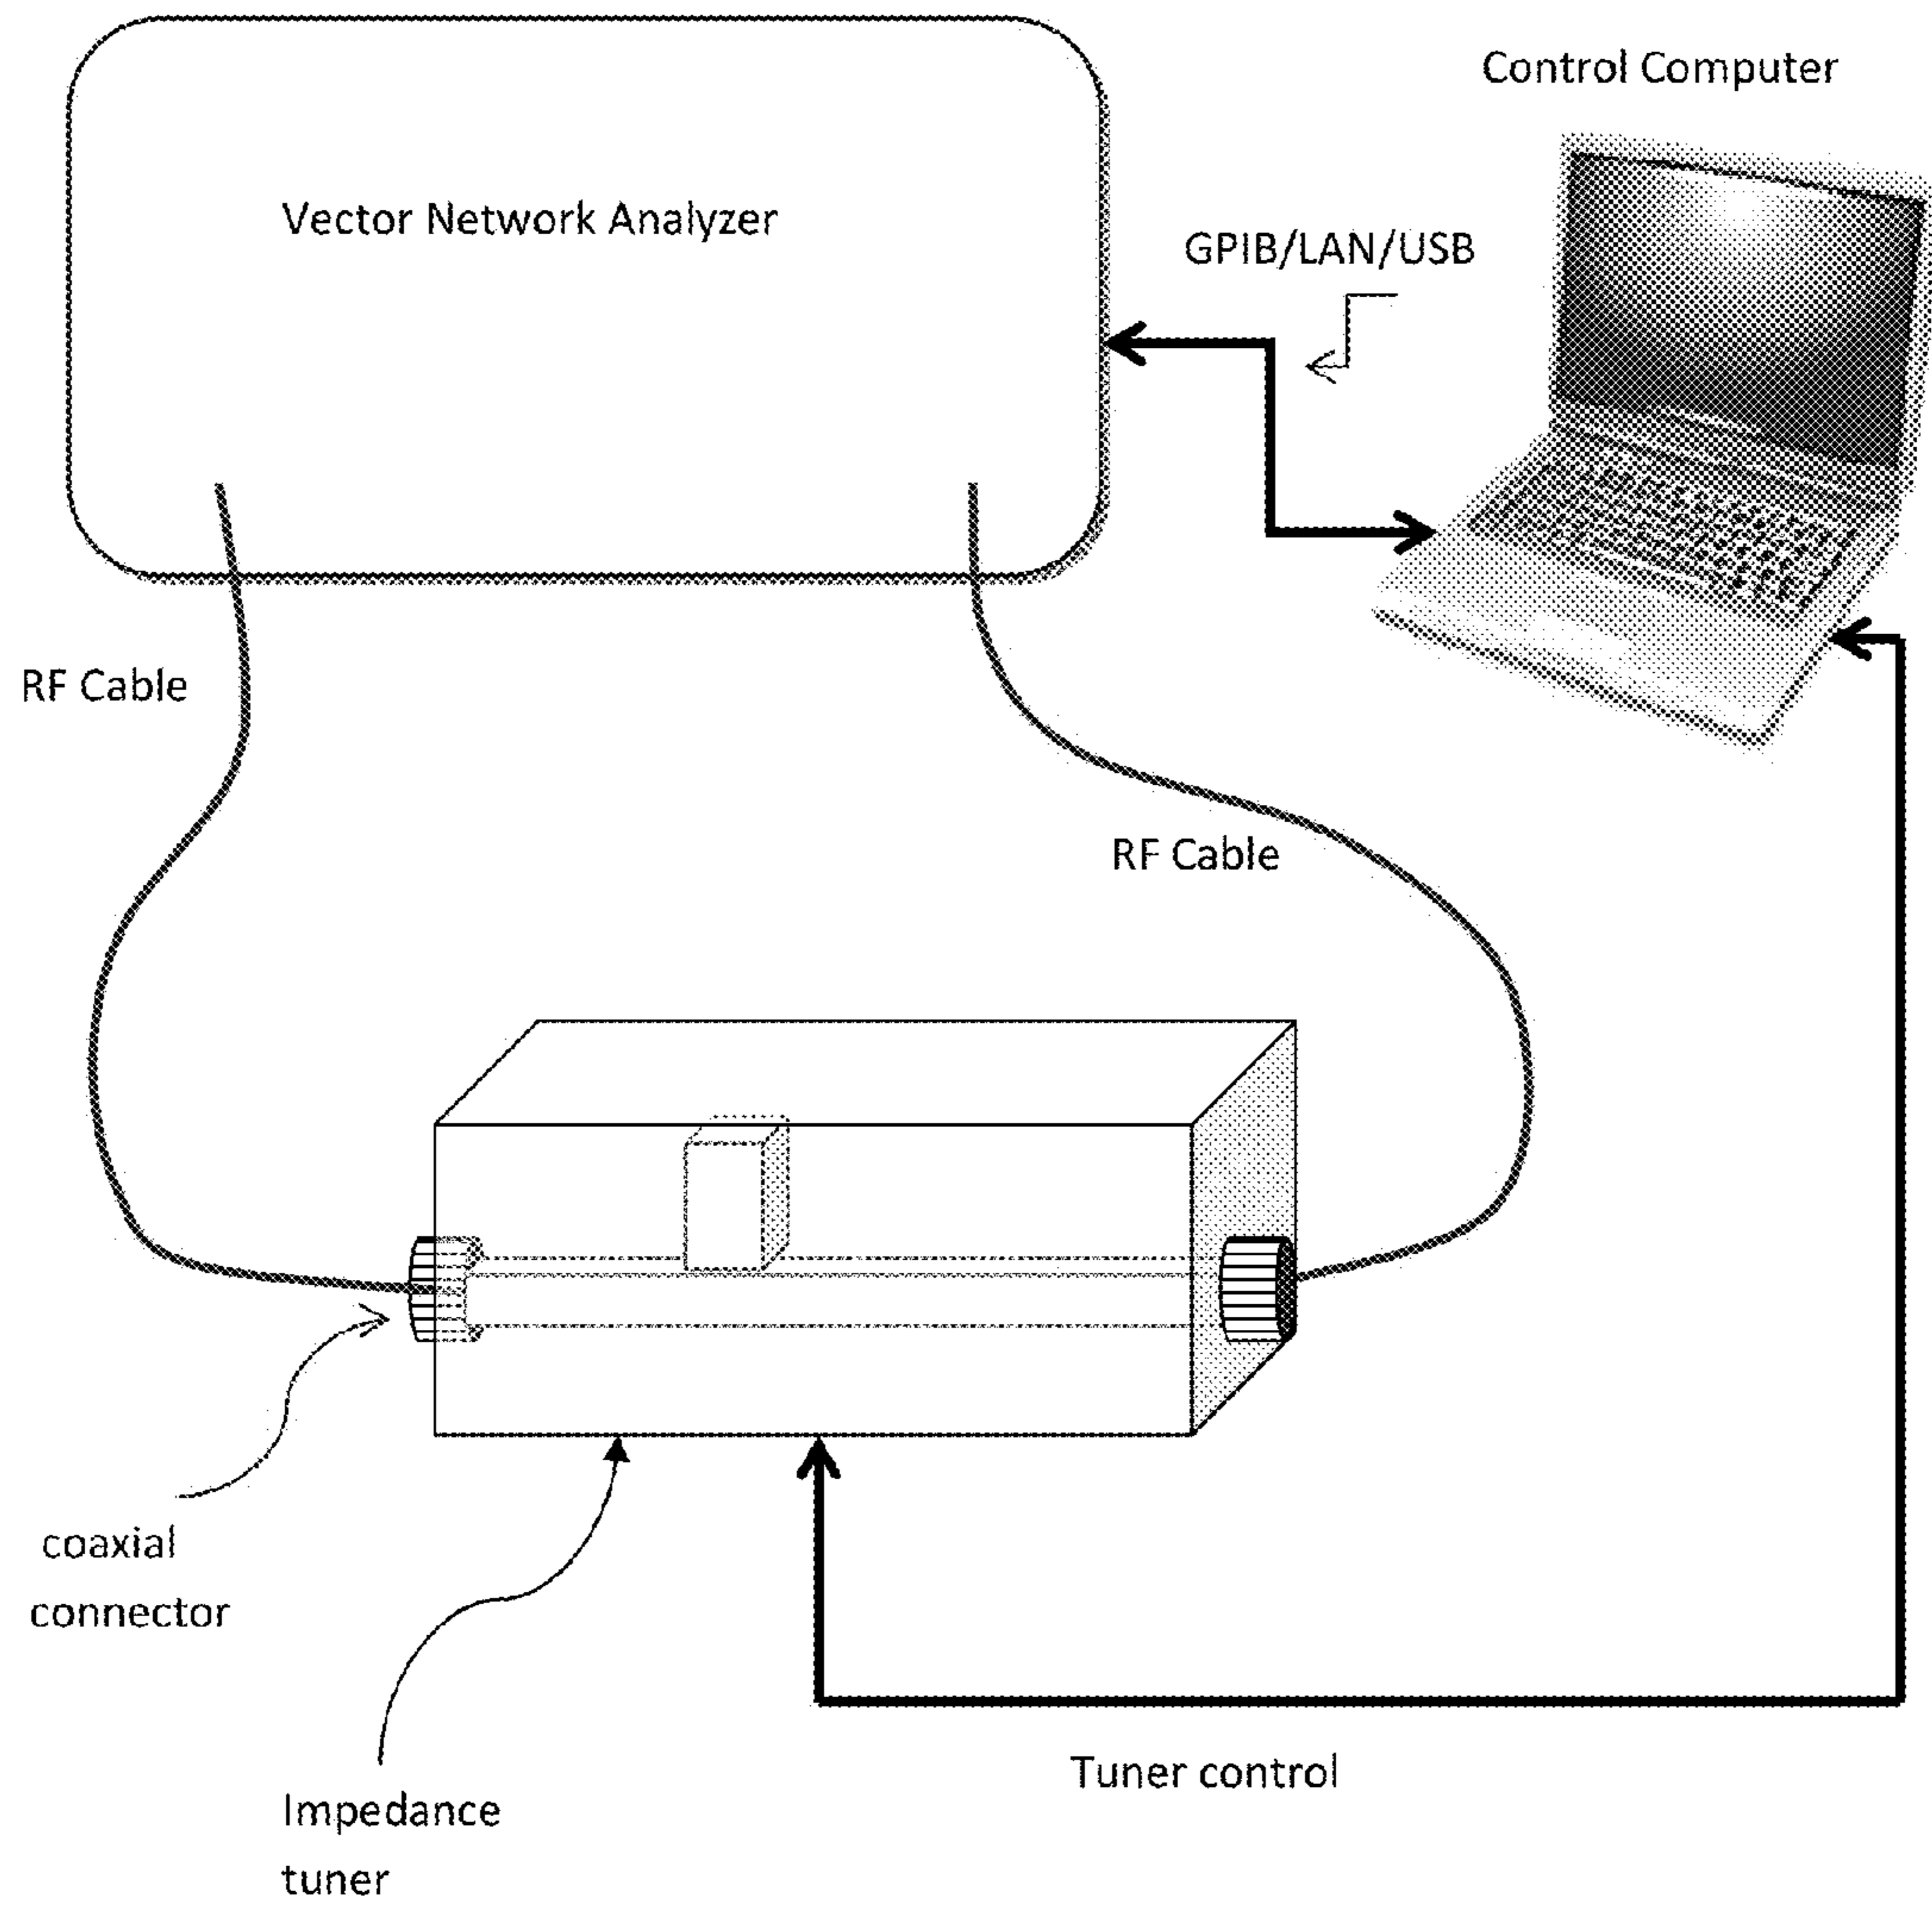 Control Computer
Vector Network Analyzer
GPIB/LAN/USB
RF Cable
RF Cable
coaxial
connector
Tuner control
Impedance
tuner